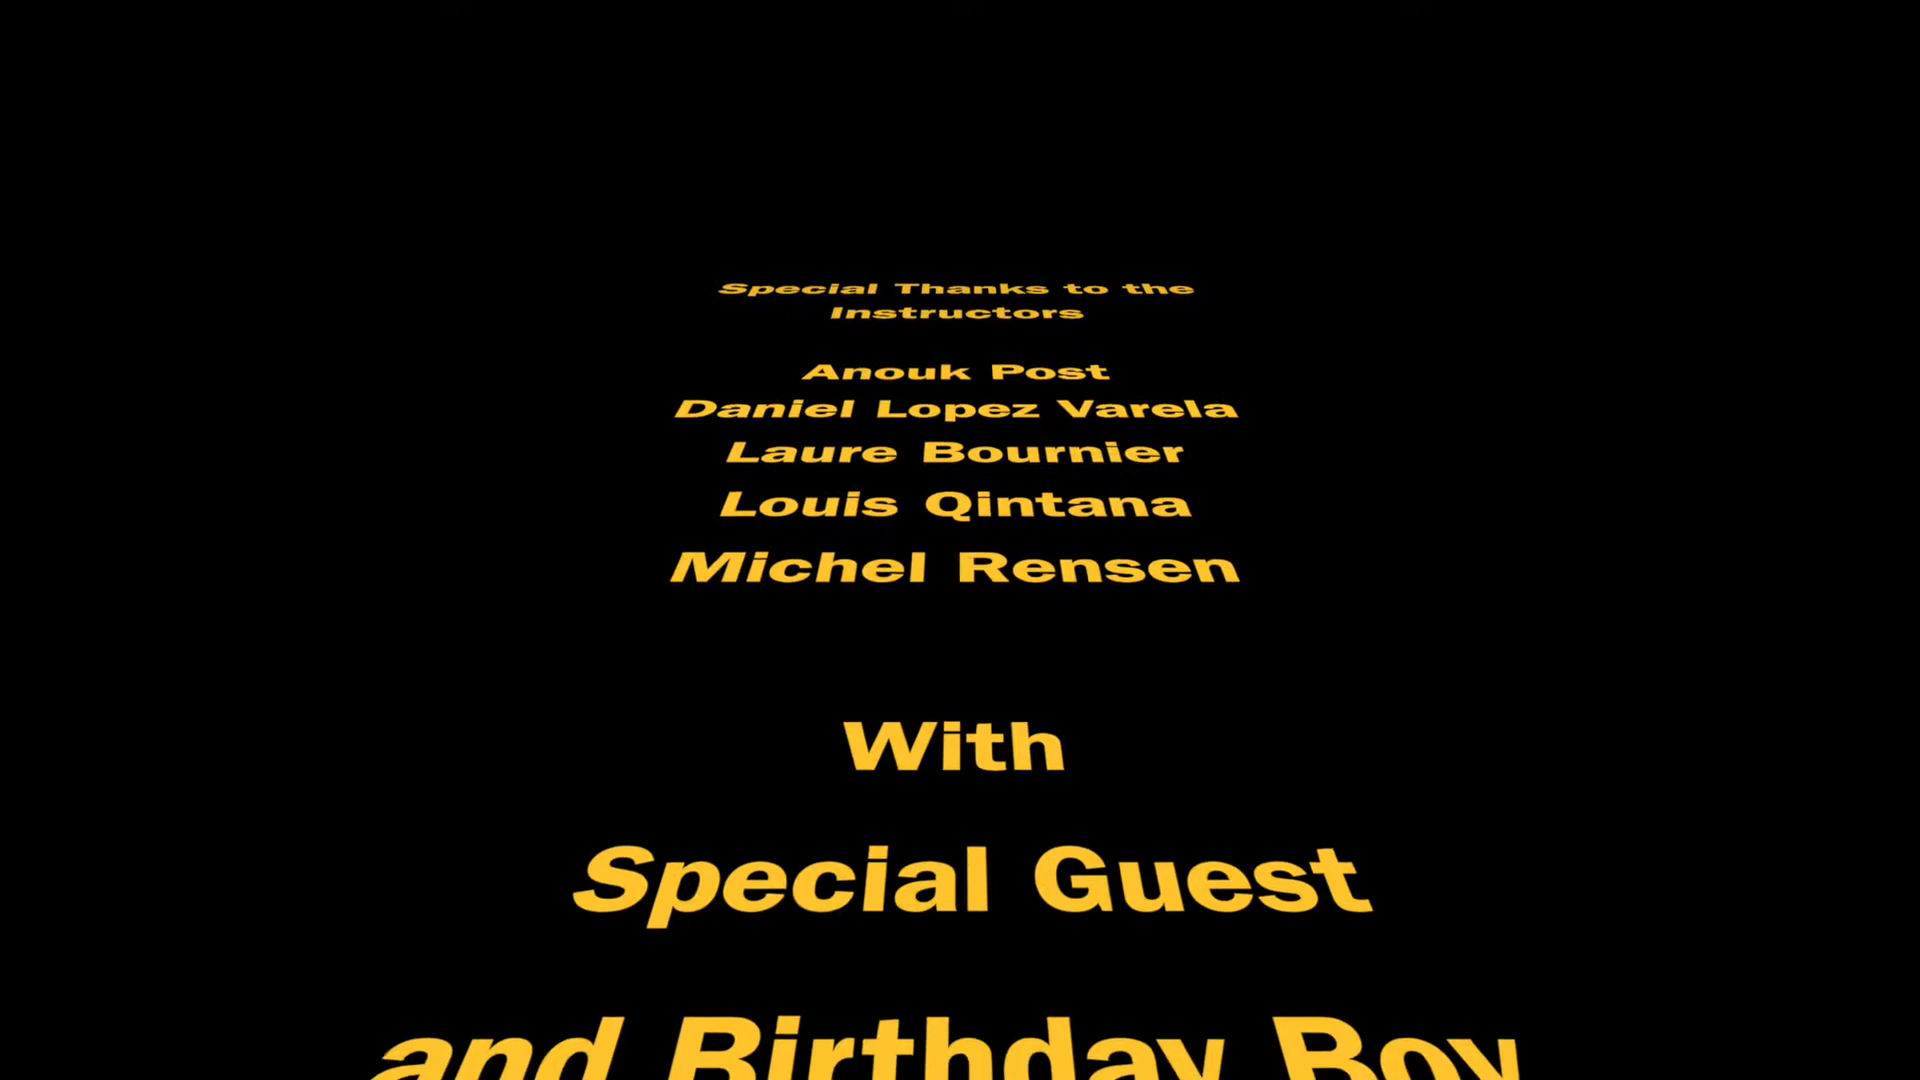 Special Thanks to the
Instructors
Anouk Post
Daniel Lopez Varela
Laure Bournier
Louis Qintana
Michel Rensen
With
Special Guest
and Birthday Boy